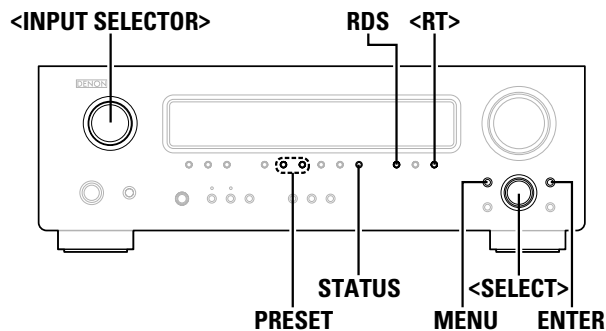 <INPUT SELECTOR>
RDS <RT>
DENON
STATUS
<SELECT>
PRESET
MENU
ENTER